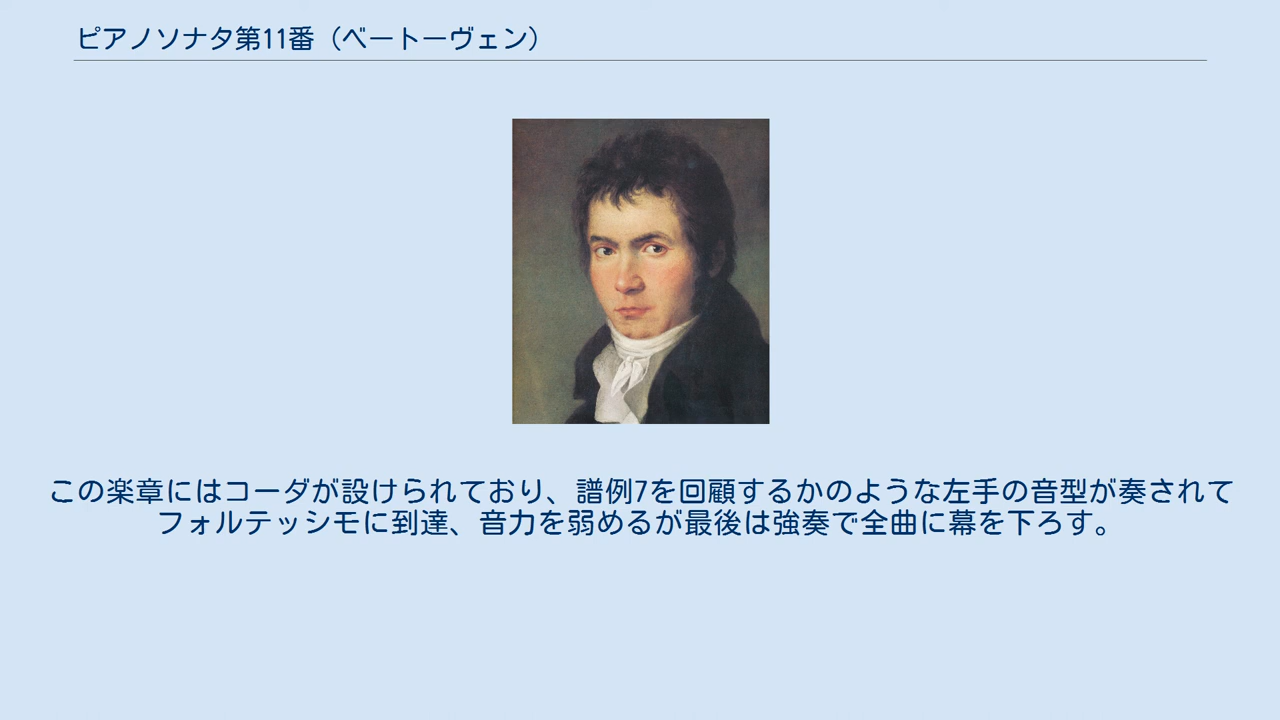 ピアノソナタ第11番（ベートーヴェン）
この楽章にはコーダが設けられており、譜例7を回顧するかのような左手の音型が奏されて
フォルテッシモに到達、音力を弱めるが最後は強奏で全曲に幕を下ろす。